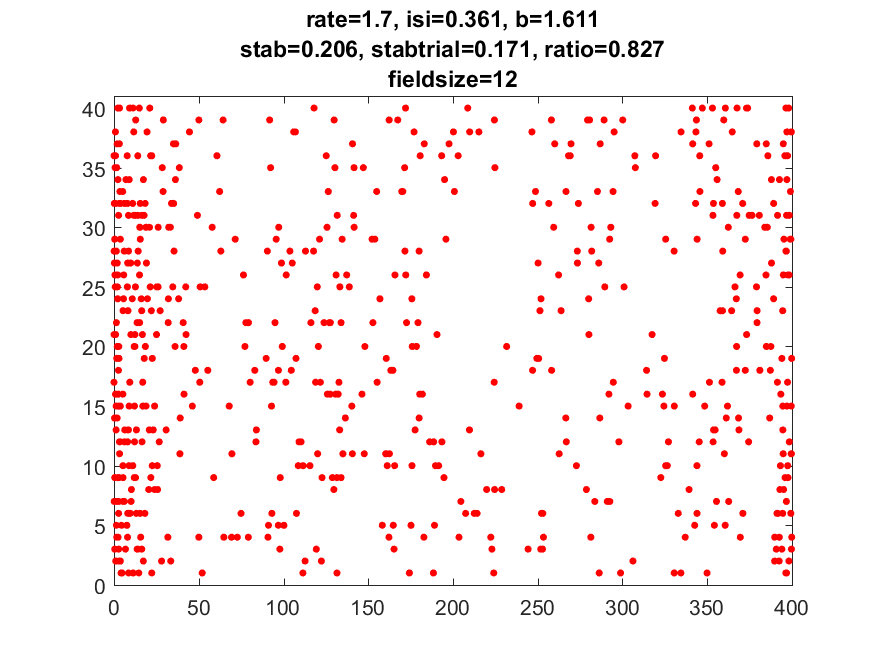 rate=1.7, isi=0.361, b=1.611
stab=0.206, stabtrial=0.171, ratio=0.827
fieldsize=12
40
35
30
25
20
15
10
5
0
0 50 100 150 200 250 300 350 400